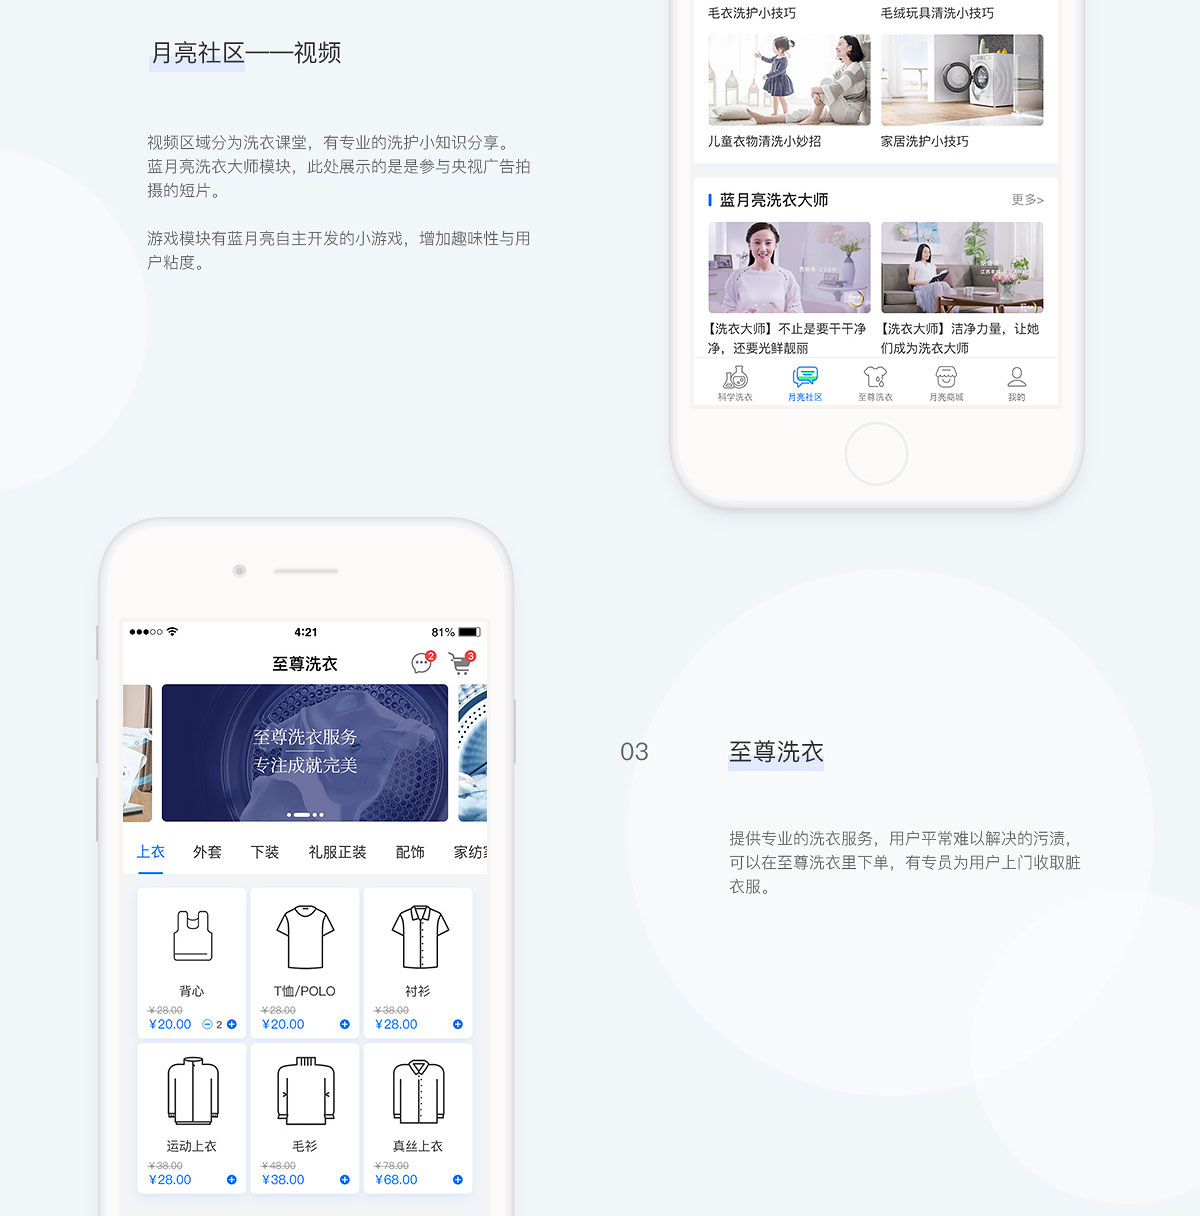 月亮社区——视频
视频区域分为洗衣课堂，有专业的洗护小知识分享。
蓝月亮洗衣大师模块，此处展示的是是参与央视广告拍
摄的短片。
游戏模块有蓝月亮自主开发的小游戏，增加趣味性与用
户粘度。
毛衣洗护小技巧
毛绒玩具清洗小技巧
儿童衣物清洗小妙招
家居洗护小技巧
蓝月亮洗衣大师
更多>
【洗衣大师】不止是要干干净
净，还要光鲜靓丽
【洗衣大师】洁净力量，让她
们成为洗衣大师
科学洗衣
月亮社区
至尊洗衣
月亮商城
我的
4:21
81%
至尊洗衣
2
3
至尊洗衣服务
专注成就完美
上衣
外套
下装
礼服正装
配饰
家纺
背心
¥28.00
¥20.00
2
T恤/POLO
¥28.00
¥20.00
衬衫
¥38.00
¥28.00
运动上衣
¥38.00
¥28.00
毛衫
¥48.00
¥38.00
真丝上衣
¥78.00
¥68.00
03
至尊洗衣
提供专业的洗衣服务，用户平常难以解决的污渍，
可以在至尊洗衣里下单，有专员为用户上门收取脏
衣服。